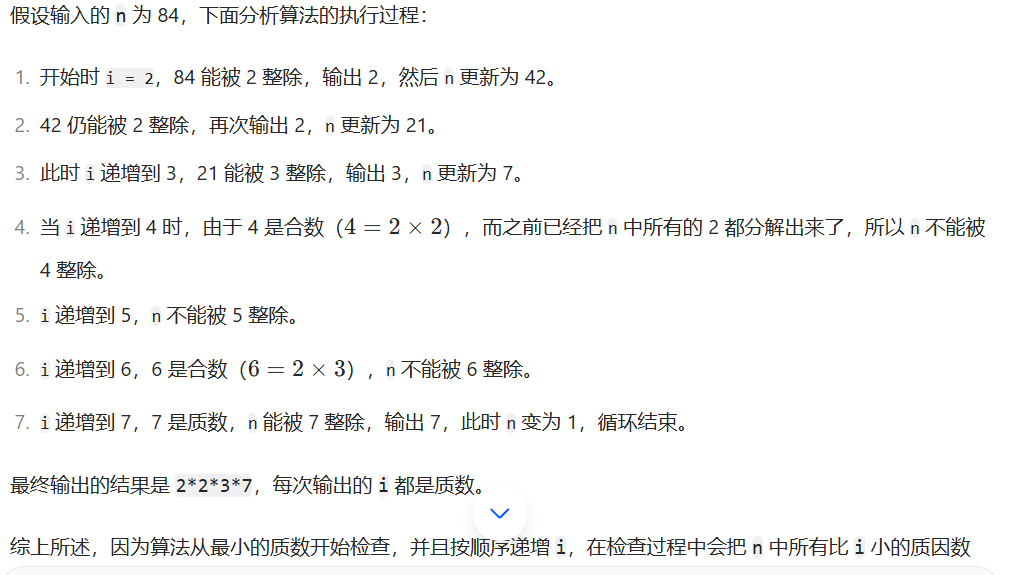 假设输入的 n 为 84，下面分析算法的执行过程：
1. 开始时 i = 2，84 能被 2 整除，输出 2，然后 n 更新为 42。
2. 42 仍能被 2 整除，再次输出 2，n 更新为 21。
3. 此时 i 递增到 3，21 能被 3 整除，输出 3，n 更新为 7。
4. 当 i 递增到 4 时，由于 4 是合数（4 = 2 × 2），而之前已经把 n 中所有的 2 都分解出来了，所以 n 不能被
4 整除。
5. i 递增到 5，n 不能被 5 整除。
6. i 递增到 6，6 是合数（6 = 2 × 3），n 不能被 6 整除。
7. i 递增到 7，7 是质数，n 能被 7 整除，输出 7，此时 n 变为 1，循环结束。
最终输出的结果是 2*2*3*7，每次输出的 i 都是质数。
综上所述，因为算法从最小的质数开始检查，并且按顺序递增 i，在检查过程中会把 n 中所有比 i 小的质因数